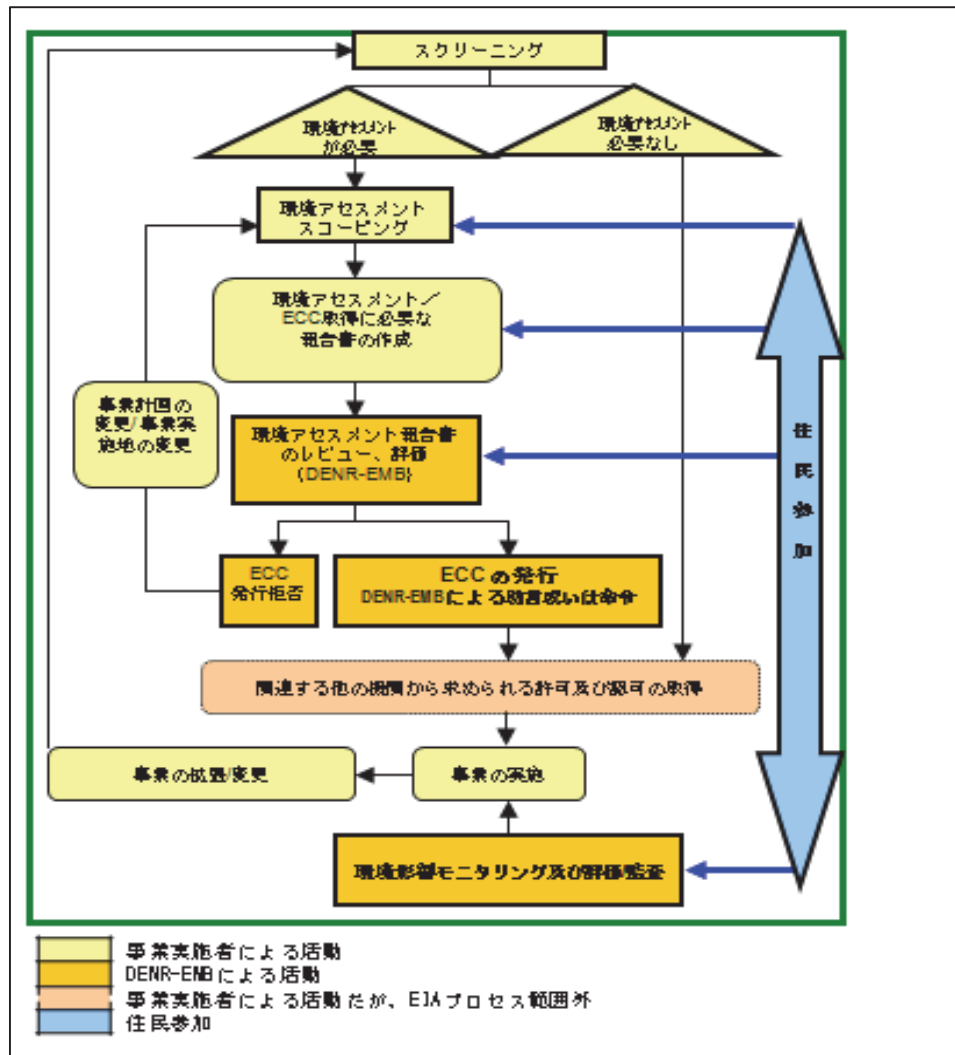 スクリーニング
環境アセスメント
が必要
環境アセスメント
必要なし
環境アセスメント
スコーピング
環境アセスメント／
ECC取得に必要な
報告書の作成
事業計画の
変更/事業実
施地の変更
環境アセスメント報告書
のレビュー、評価
(DENR-EMB)
ECC
発行拒否
ECCの発行
DENR-EMBによる助言或いは命令
関連する他の機関から求められる許可及び認可の取得
事業の拡張/変更
事業の実施
環境影響モニタリング及び評価/監査
住民参加
事業実施者による活動
DENR-EMBによる活動
事業実施者による活動だが、EIAプロセス範囲外
住民参加